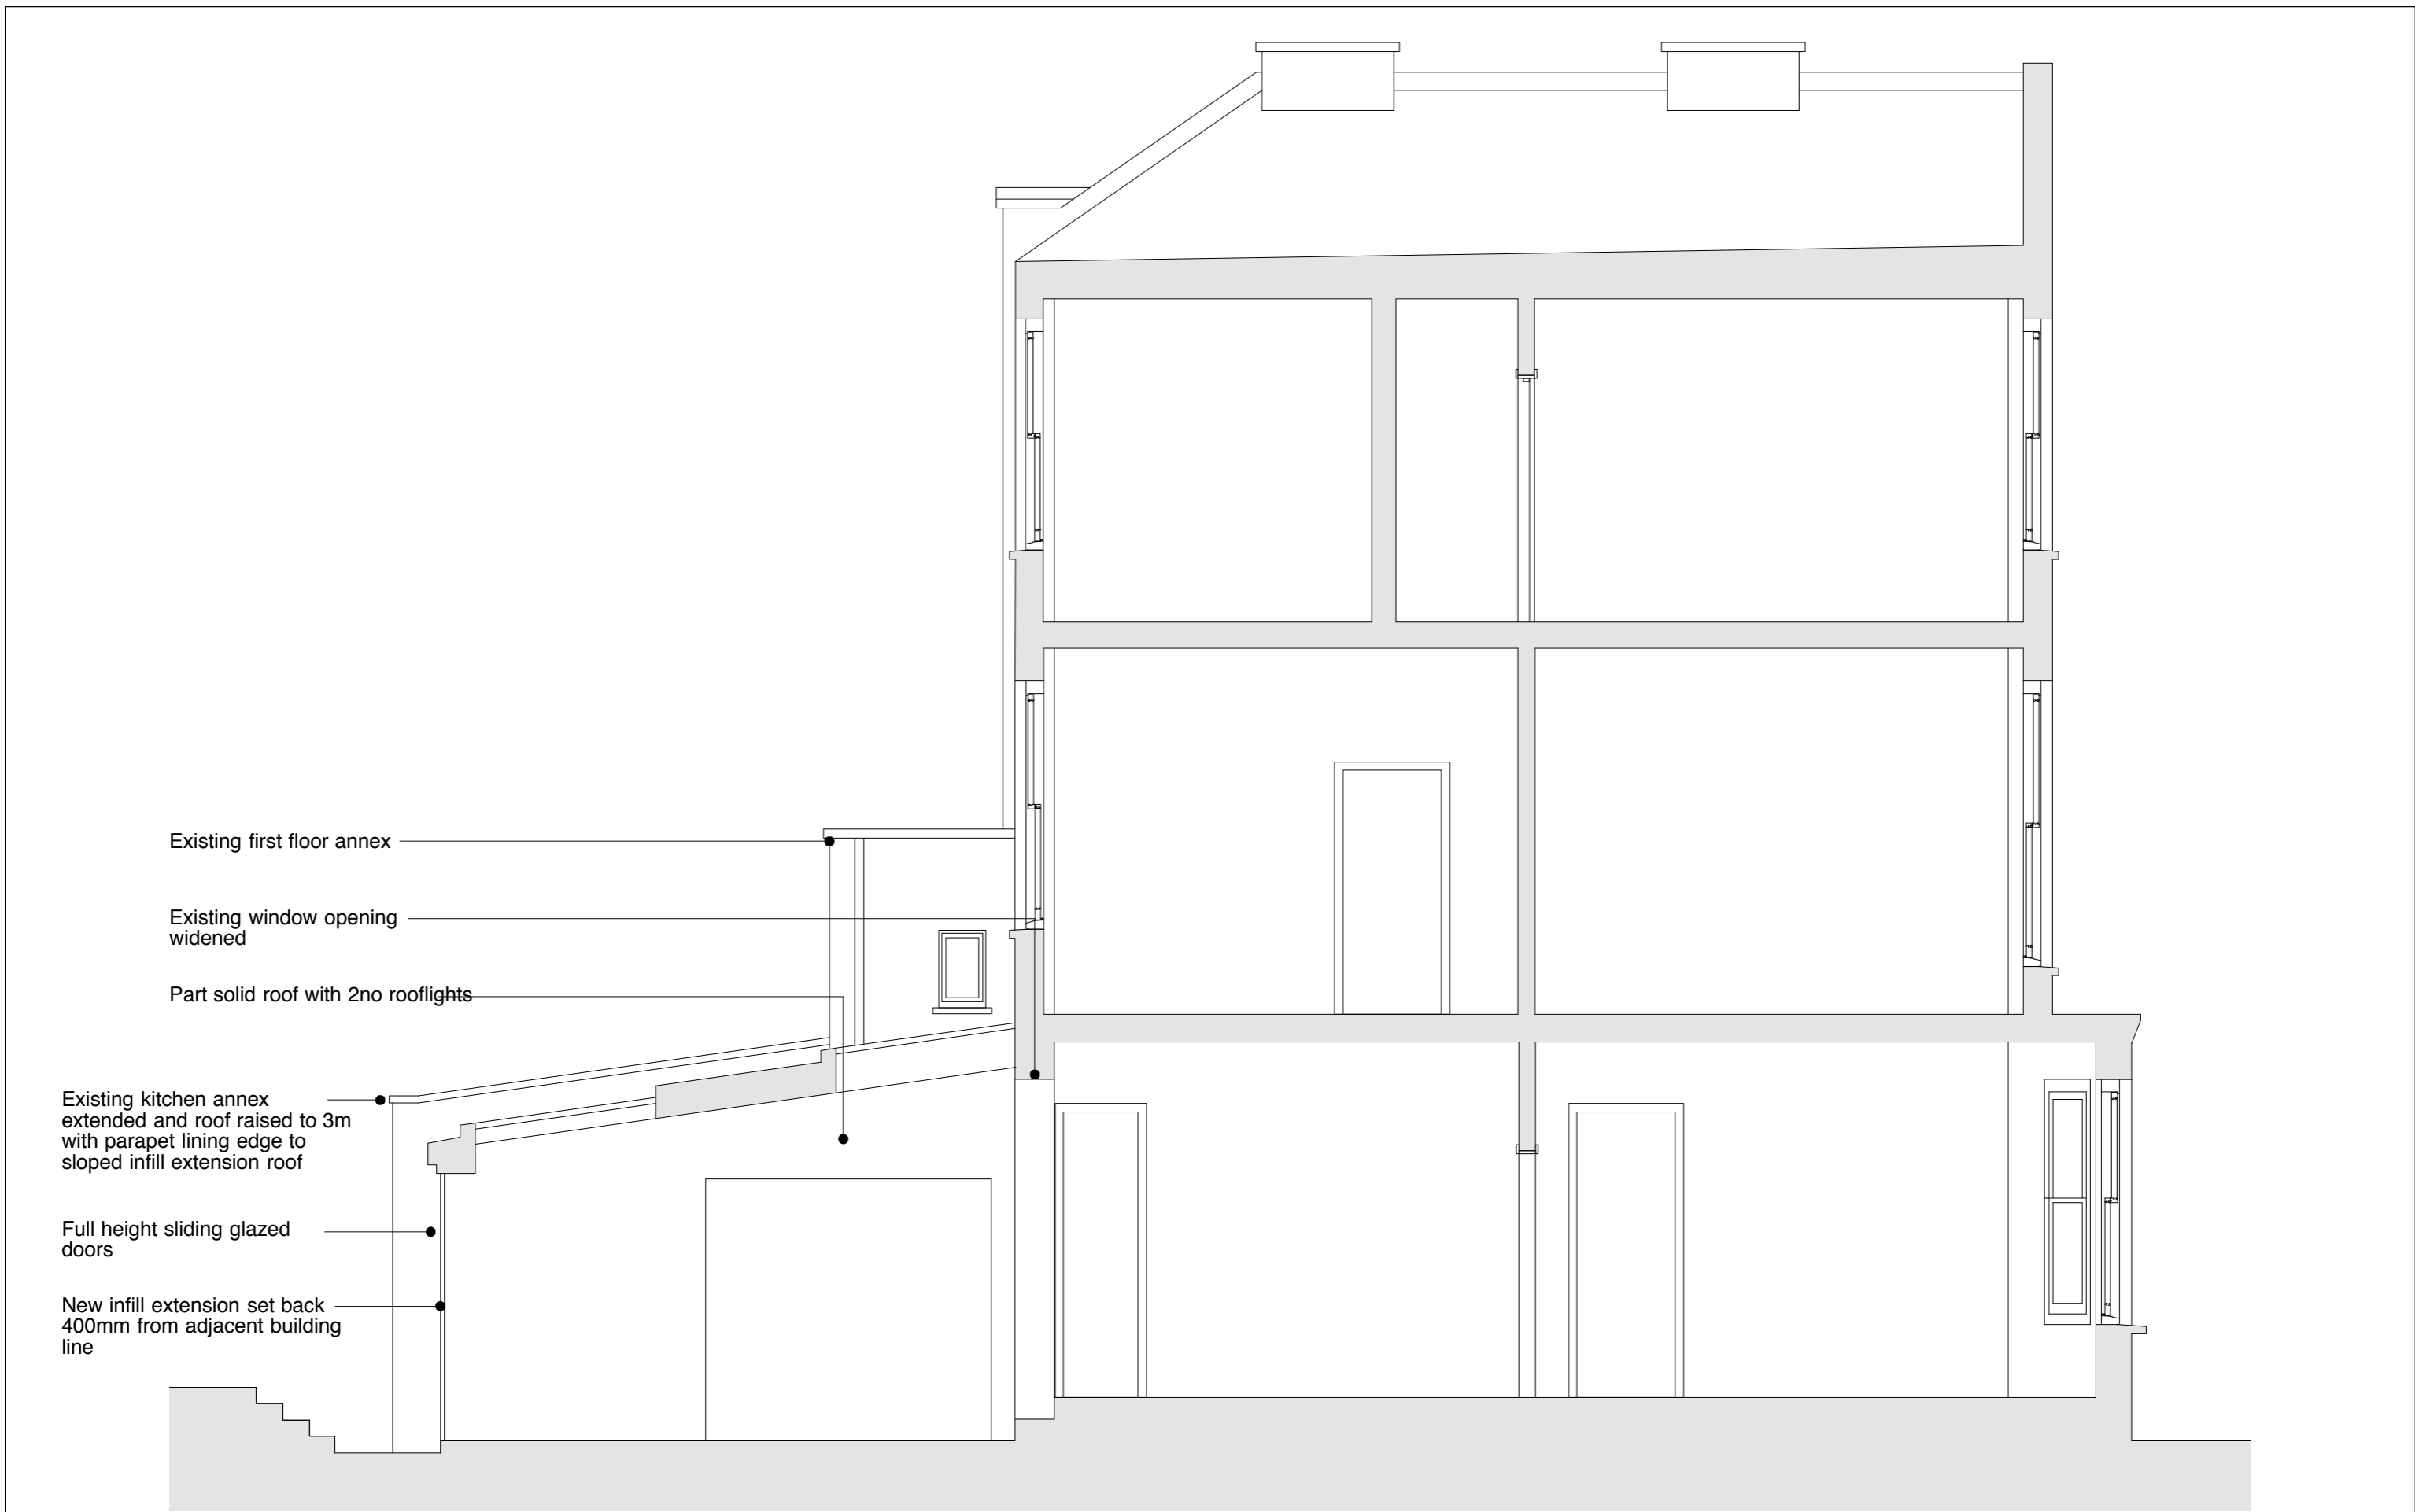 Existing first floor annex
Existing window opening
widened
Part solid roof with 2no rooflights
Existing kitchen annex
extended and roof raised to 3m
with parapet lining edge to
sloped infill extension roof
Full height sliding glazed
doors
New infill extension set back
400mm from adjacent building
line